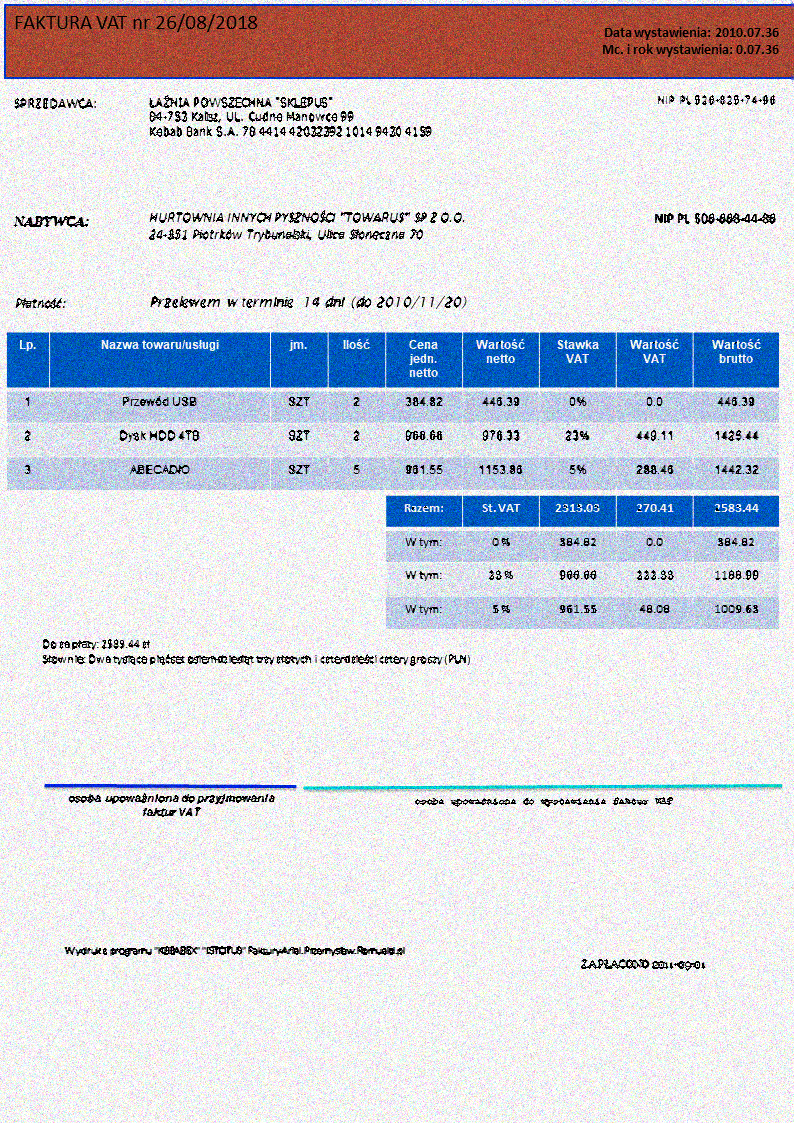 FAKTURA VAT nr 26/08/2018
Data wystawienia: 2010.07.36
Mc. i rok wystawienia: 0.07.36
SPRZEDAWCA:
ŁAŹNIA POWSZECHNA "SKLEPUS"
NIP PL 926-825-74-96
64-753 Kalisz, UL. Cudne Manowce 99
Kebab Bank S.A. 78 4414 42032392 1014 9420 4159
NABYWCA:
HURTOWNIA INNYCH PYSZNOŚCI "TOWARUS" SP Z O.O.
NIP PL 506-668-44-86
24-351 Piotrków Trybunalski, Ulica Słoneczna 70
Płatność:
Przelewem w terminie 14 dni (do 2010/11/20)
Lp. Nazwa towaru/usługi jm. Ilość Cena jedn. netto Wartość netto Stawka VAT Wartość VAT Wartość brutto
1 Przewód USB SZT 2 384.82 446.39 0% 0.0 446.39
2 Dysk HDD 4TB SZT 2 966.66 976.33 23% 449.11 1425.44
3 ABECADŁO SZT 5 961.55 1153.86 5% 288.46 1442.32
Razem: St. VAT 2313.03 270.41 2583.44
W tym: 0% 384.82 0.0 384.82
W tym: 23% 966.66 222.33 1188.99
W tym: 5% 961.55 48.08 1009.63
Do zapłaty: 2583.44 zł
Słownie: Dwa tysiące pięćset osiemdziesiąt trzy złotych i czterdzieści cztery groszy (PLN)
osoba upoważniona do przyjmowania
faktur VAT
osoba upoważniona do wystawiania faktur VAT
Wydruk z programu "KEBABEX" "ISTOTUS" Faktury-Ariel.Przemysław.Romuald.pl
ZAPŁACONO 2011-09-01